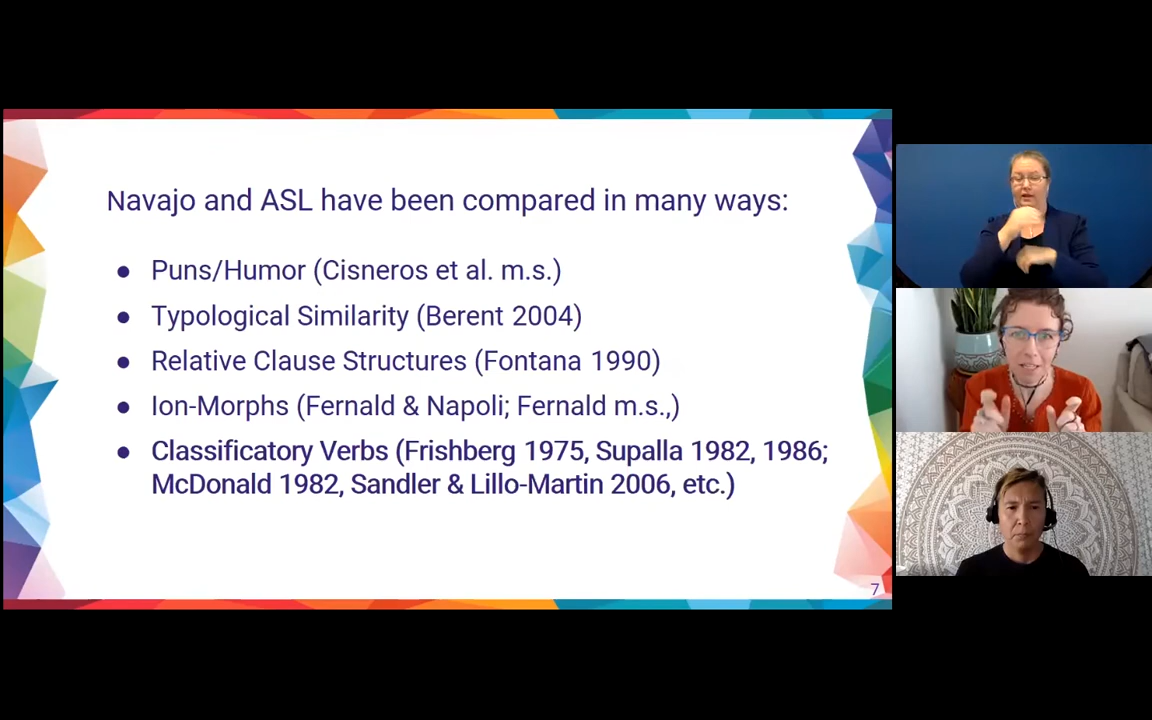 Navajo and ASL have been compared in many ways:
● Puns/Humor (Cisneros et al. m.s.)
● Typological Similarity (Berent 2004)
● Relative Clause Structures (Fontana 1990)
● Ion-Morphs (Fernald & Napoli; Fernald m.s.,)
● Classificatory Verbs (Frishberg 1975, Supalla 1982, 1986;
McDonald 1982, Sandler & Lillo-Martin 2006, etc.)
7